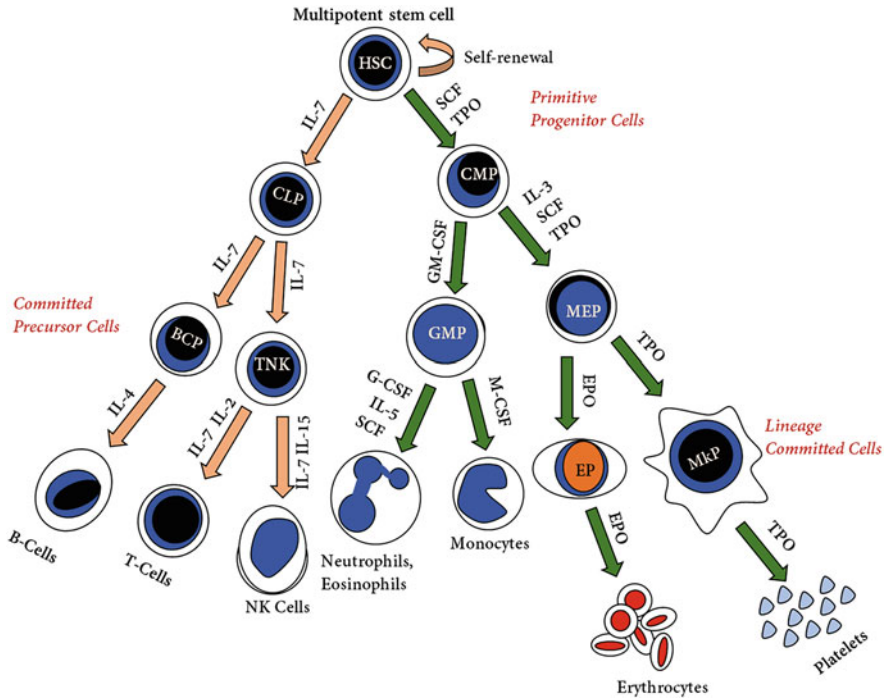 Multipotent stem cell
HSC
Self-renewal
IL-7
SCF
TPO
Primitive
Progenitor Cells
CLP
CMP
IL-7
IL-7
GM-CSF
IL-3
SCF
TPO
Committed
Precursor Cells
BCP
TNK
GMP
MEP
IL-4
IL-7 IL-2
IL-7 IL-15
G-CSF
IL-5
SCF
M-CSF
EPO
TPO
Lineage
Committed Cells
EP
MkP
B-Cells
T-Cells
NK Cells
Neutrophils,
Eosinophils
Monocytes
EPO
TPO
Erythrocytes
Platelets